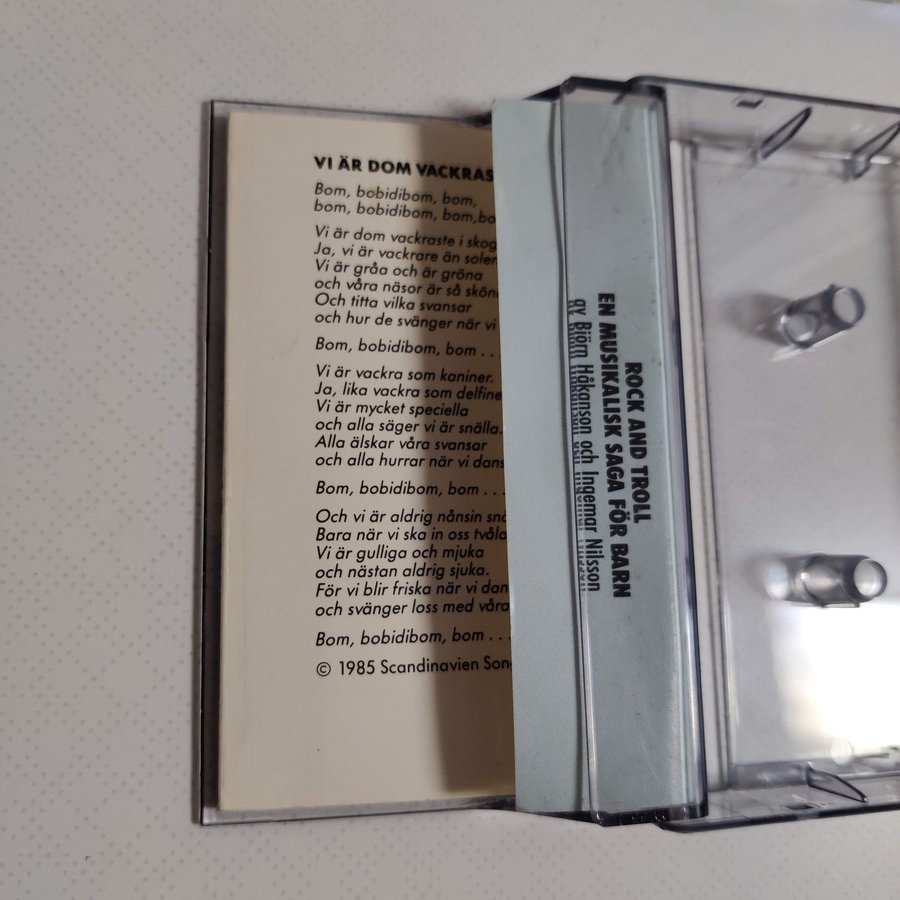 VI ÄR DOM VACKRAS
Bom, bobidibom, bom,
bom, bobidibom, bom,bo
Vi är dom vackraste i skog
Ja, vi är vackrare än solen
Vi är gråa och är gröna
och våra näsor är så sköna
Och titta vilka svansar
och hur de svänger när vi
Bom, bobidibom, bom . .
Vi är vackra som kaniner.
Ja, lika vackra som delfine
Vi är mycket speciella
och alla säger vi är snälla.
Alla älskar våra svansar
och alla hurrar när vi dans
Bom, bobidibom, bom . . .
Och vi är aldrig nånsin sna
Bara när vi ska in oss tvåla
Vi är gulliga och mjuka
och nästan aldrig sjuka.
För vi blir friska när vi dan
och svänger loss med våra
Bom, bobidibom, bom . . .
© 1985 Scandinavien Song
ROCK AND TROLL
EN MUSIKALISK SAGA FÖR BARN
av Björn Håkanson och Ingemar Nilsson